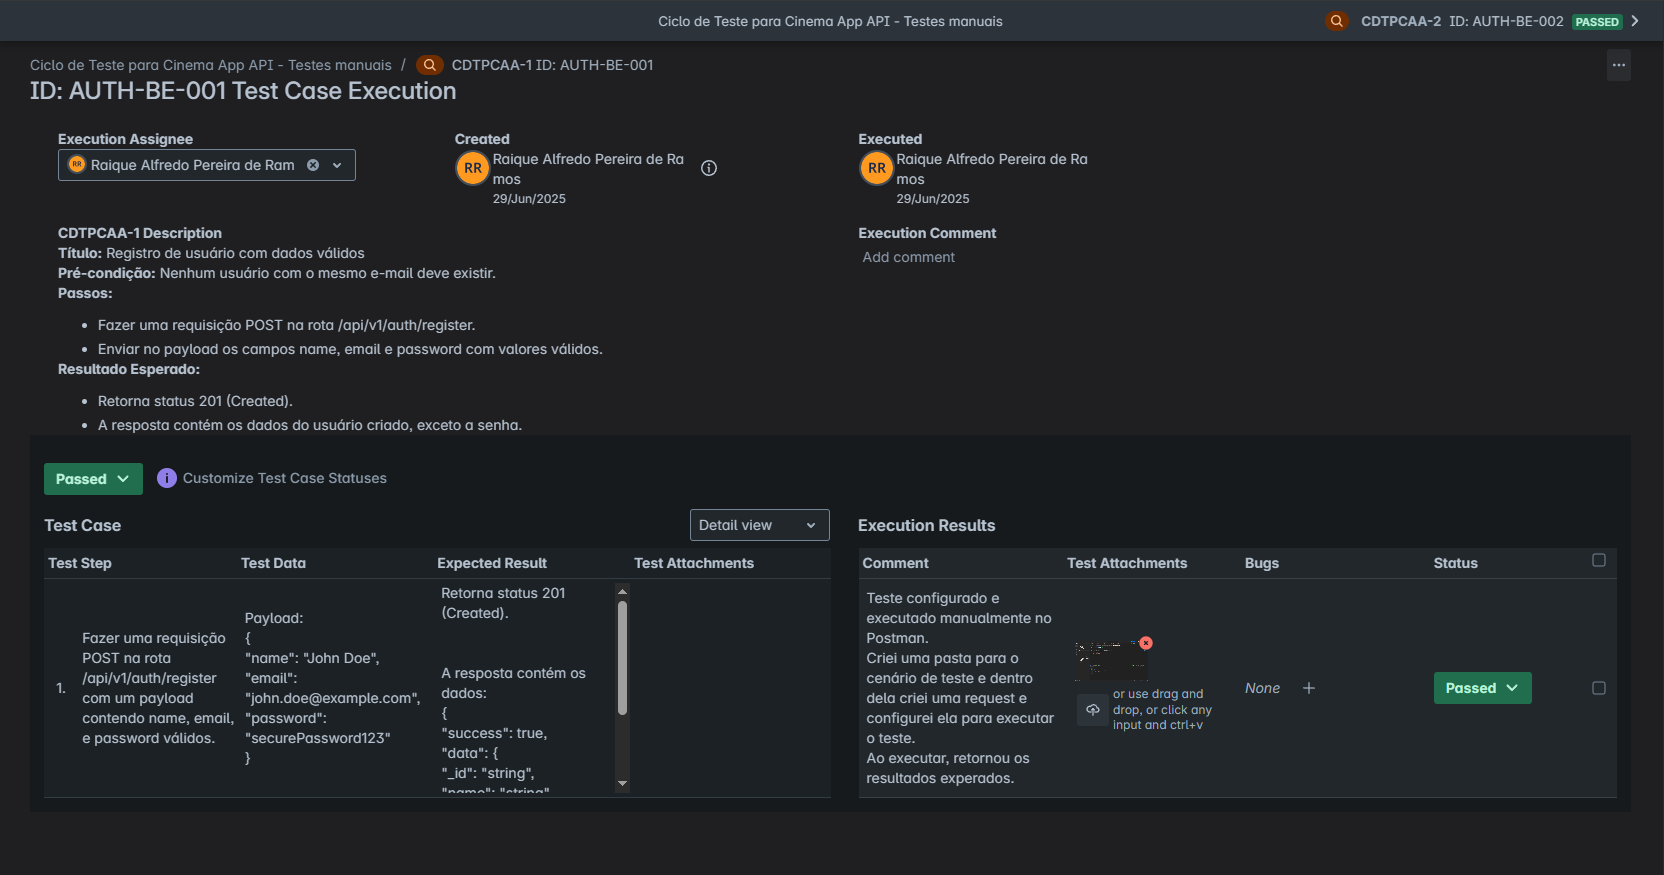 Ciclo de Teste para Cinema App API - Testes manuais
CDTPCAA-2 ID: AUTH-BE-002 PASSED
Ciclo de Teste para Cinema App API - Testes manuais / CDTPCAA-1 ID: AUTH-BE-001
ID: AUTH-BE-001 Test Case Execution
Execution Assignee
RR Raique Alfredo Pereira de Ram
Created
RR Raique Alfredo Pereira de Ra
mos
29/Jun/2025
Executed
RR Raique Alfredo Pereira de Ra
mos
29/Jun/2025
CDTPCAA-1 Description
Título: Registro de usuário com dados válidos
Pré-condição: Nenhum usuário com o mesmo e-mail deve existir.
Passos:
• Fazer uma requisição POST na rota /api/v1/auth/register.
• Enviar no payload os campos name, email e password com valores válidos.
Resultado Esperado:
• Retorna status 201 (Created).
• A resposta contém os dados do usuário criado, exceto a senha.
Execution Comment
Add comment
Passed
Customize Test Case Statuses
Test Case
Detail view
Test Step Test Data Expected Result Test Attachments
1.
Fazer uma requisição
POST na rota
/api/v1/auth/register
com um payload
contendo name, email,
e password válidos.
Payload:
{
"name": "John Doe",
"email":
"john.doe@example.com",
"password":
"securePassword123"
}
Retorna status 201
(Created).
A resposta contém os
dados:
{
"success": true,
"data": {
"_id": "string",
"name": "string"
Execution Results
Comment Test Attachments Bugs Status
Teste configurado e
executado manualmente no
Postman.
Criei uma pasta para o
cenário de teste e dentro
dela criei uma request e
configurei ela para executar
o teste.
Ao executar, retornou os
resultados experados.
or use drag and
drop, or click any
input and ctrl+v
None +
Passed